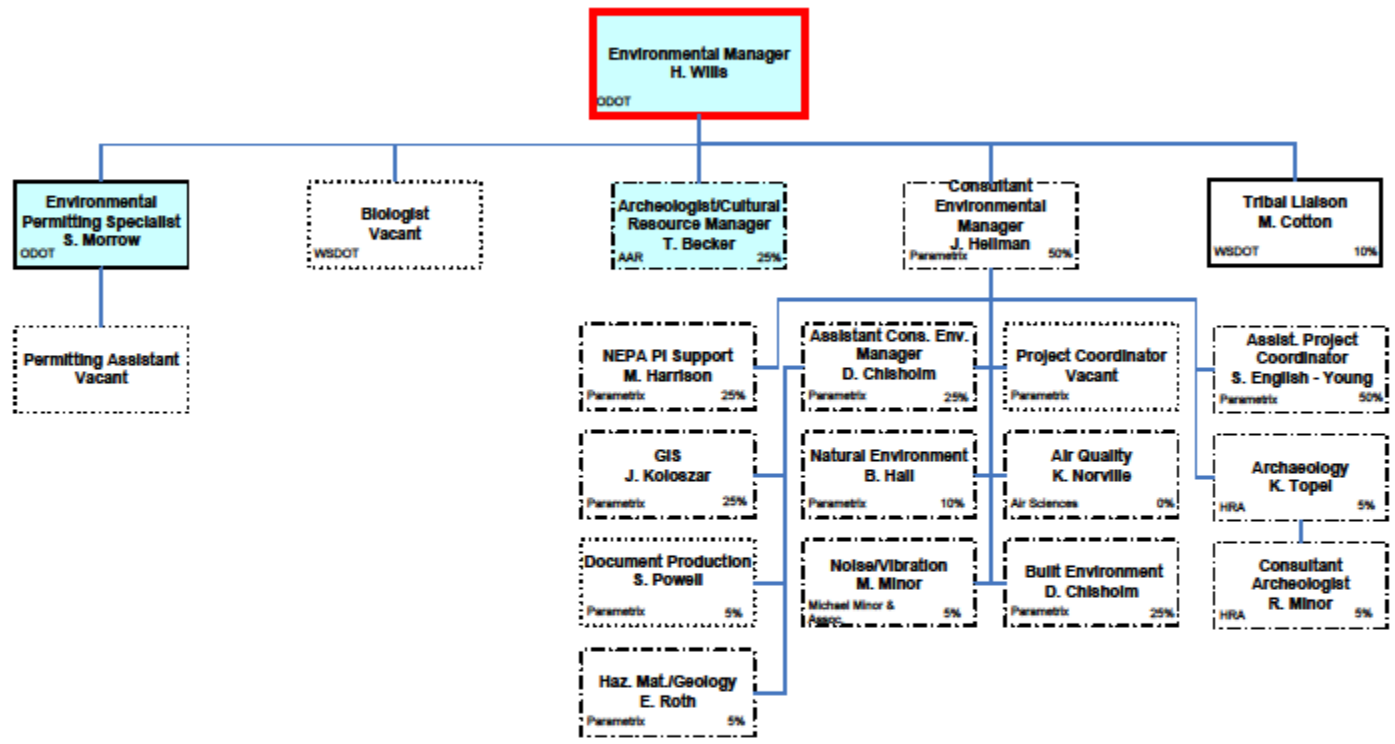 Environmental Manager
H. Wills
ODOT
Environmental
Permitting Specialist
S. Morrow
ODOT
Biologist
Vacant
WSDOT
Archeologist/Cultural
Resource Manager
T. Becker
AAR 25%
Consultant
Environmental
Manager
J. Heilman
Parametrix 50%
Tribal Liaison
M. Cotton
WSDOT 10%
Permitting Assistant
Vacant
NEPA PI Support
M. Harrison
Parametrix 25%
Assistant Cons. Env.
Manager
D. Chisholm
Parametrix 25%
Project Coordinator
Vacant
Parametrix
Assist. Project
Coordinator
S. English - Young
Parametrix 50%
GIS
J. Koloszar
Parametrix 25%
Natural Environment
B. Hall
Parametrix 10%
Air Quality
K. Norville
Air Sciences 0%
Archaeology
K. Topel
HRA 5%
Document Production
S. Powell
Parametrix 5%
Noise/Vibration
M. Minor
Michael Minor &
Assoc. 5%
Built Environment
D. Chisholm
Parametrix 25%
Consultant
Archeologist
R. Minor
HRA 5%
Haz. Mat./Geology
E. Roth
Parametrix 5%